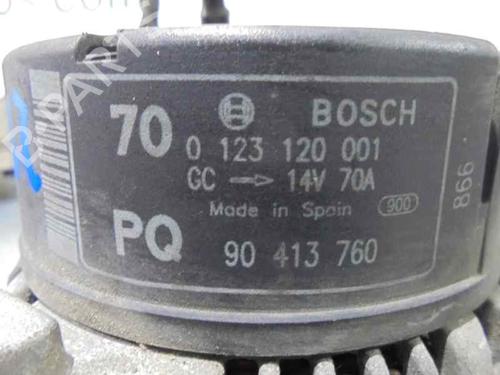 BOSCH
70
0 123 120 001
GC → 14V 70A
Made in Spain 900
PQ
90 413 760
866